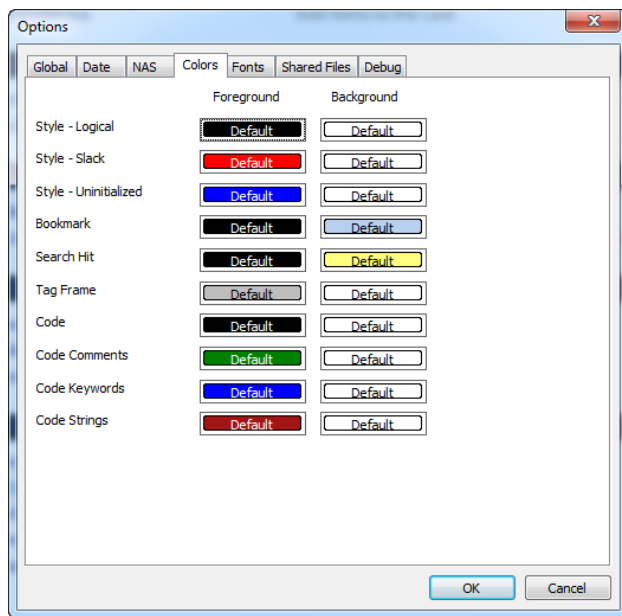 Options
Global Date NAS Colors Fonts Shared Files Debug
Foreground Background
Style - Logical Default Default
Style - Slack Default Default
Style - Uninitialized Default Default
Bookmark Default Default
Search Hit Default Default
Tag Frame Default Default
Code Default Default
Code Comments Default Default
Code Keywords Default Default
Code Strings Default Default
OK Cancel